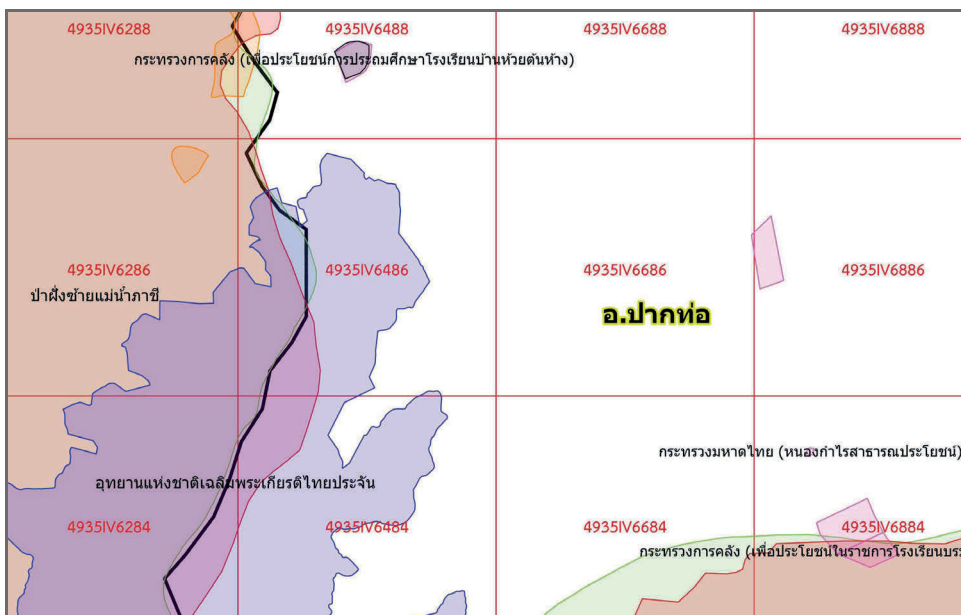 4935IV6288 4935IV6488 4935IV6688 4935IV6888
กระทรวงการคลัง (เพื่อประโยชน์การประถมศึกษาโรงเรียนบ้านห้วยต้นห้าง)
4935IV6286 4935IV6486 4935IV6686 4935IV6886
ป่าฝั่งซ้ายแม่น้ำภาชี
อ.ปากท่อ
กระทรวงมหาดไทย (หนองกำไรสาธารณประโยชน์)
อุทยานแห่งชาติเฉลิมพระเกียรติไทยประจัน
4935IV6284 4935IV6484 4935IV6684 4935IV6884
กระทรวงการคลัง (เพื่อประโยชน์ในราชการโรงเรียนบระ